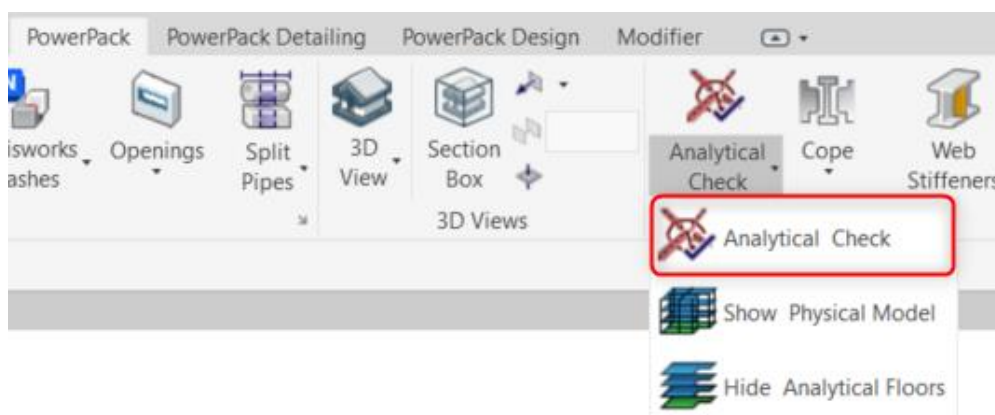 PowerPack PowerPack Detailing PowerPack Design Modifier
N
isworks Openings Split 3D Section Analytical Cope Web
ashes Pipes View Box Check Stiffeners
3D Views
Analytical Check
Show Physical Model
Hide Analytical Floors